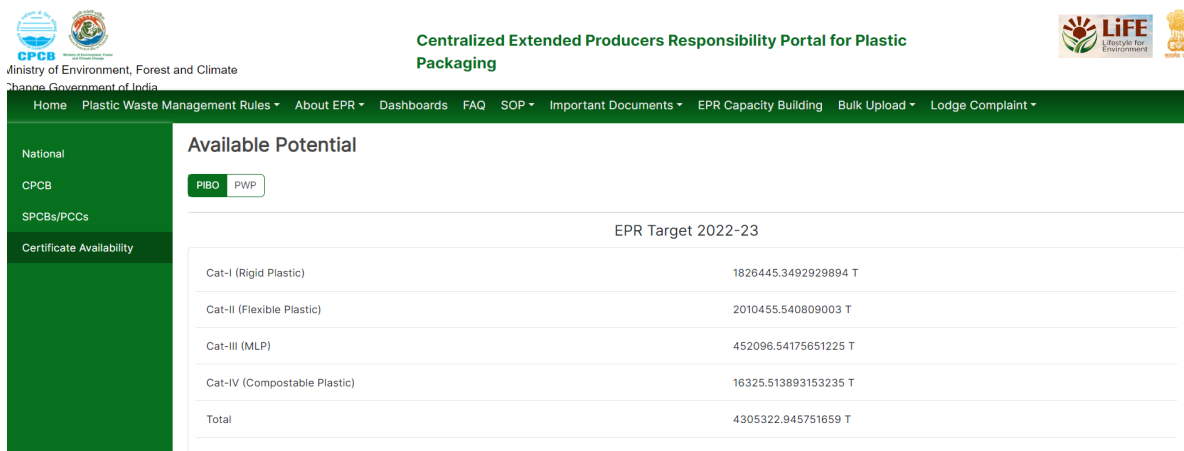 CPCB
Ministry of Environment, Forest and Climate
Change Government of India
Centralized Extended Producers Responsibility Portal for Plastic
Packaging
LiFE
Lifestyle for
Environment
Home Plastic Waste Management Rules About EPR Dashboards FAQ SOP Important Documents EPR Capacity Building Bulk Upload Lodge Complaint
National
CPCB
SPCBs/PCCs
Certificate Availability
Available Potential
PIBO PWP
EPR Target 2022-23
Cat-I (Rigid Plastic) 1826445.3492929894 T
Cat-II (Flexible Plastic) 2010455.540809003 T
Cat-III (MLP) 452096.54175651225 T
Cat-IV (Compostable Plastic) 16325.513893153235 T
Total 4305322.945751659 T